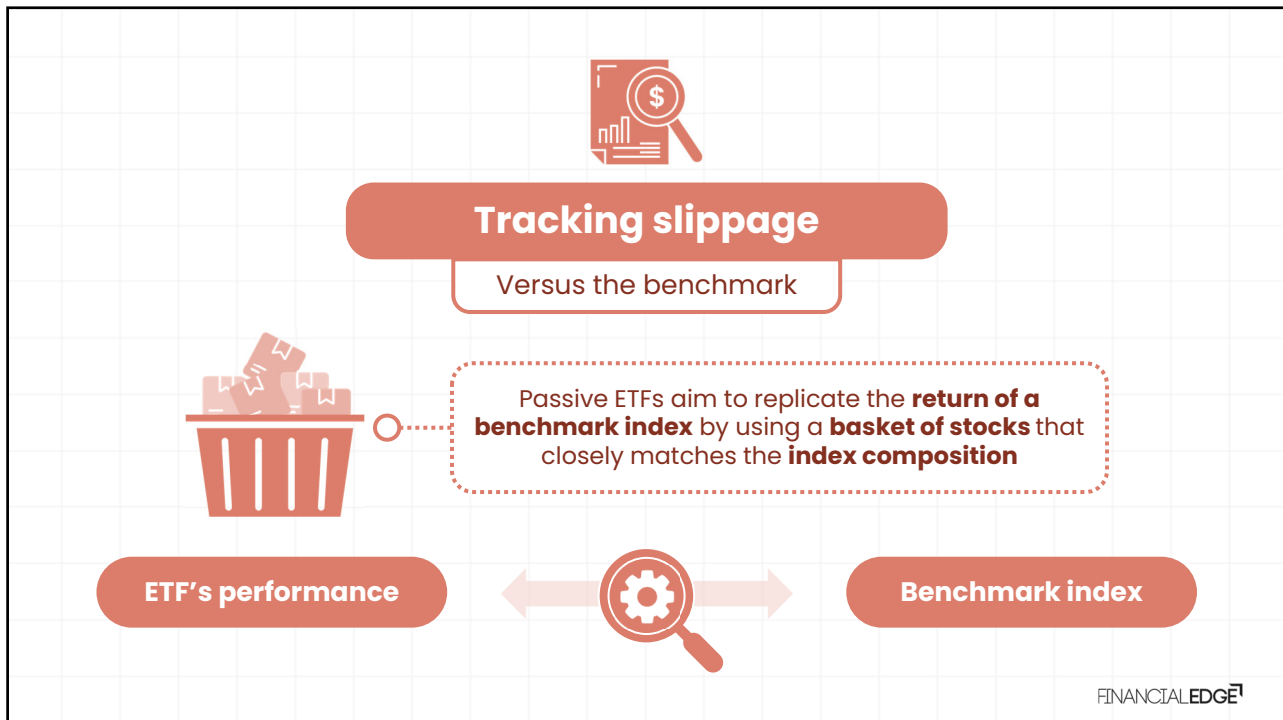 $
Tracking slippage
Versus the benchmark
Passive ETFs aim to replicate the return of a
benchmark index by using a basket of stocks that
closely matches the index composition
ETF’s performance
Benchmark index
FINANCIALEDGE